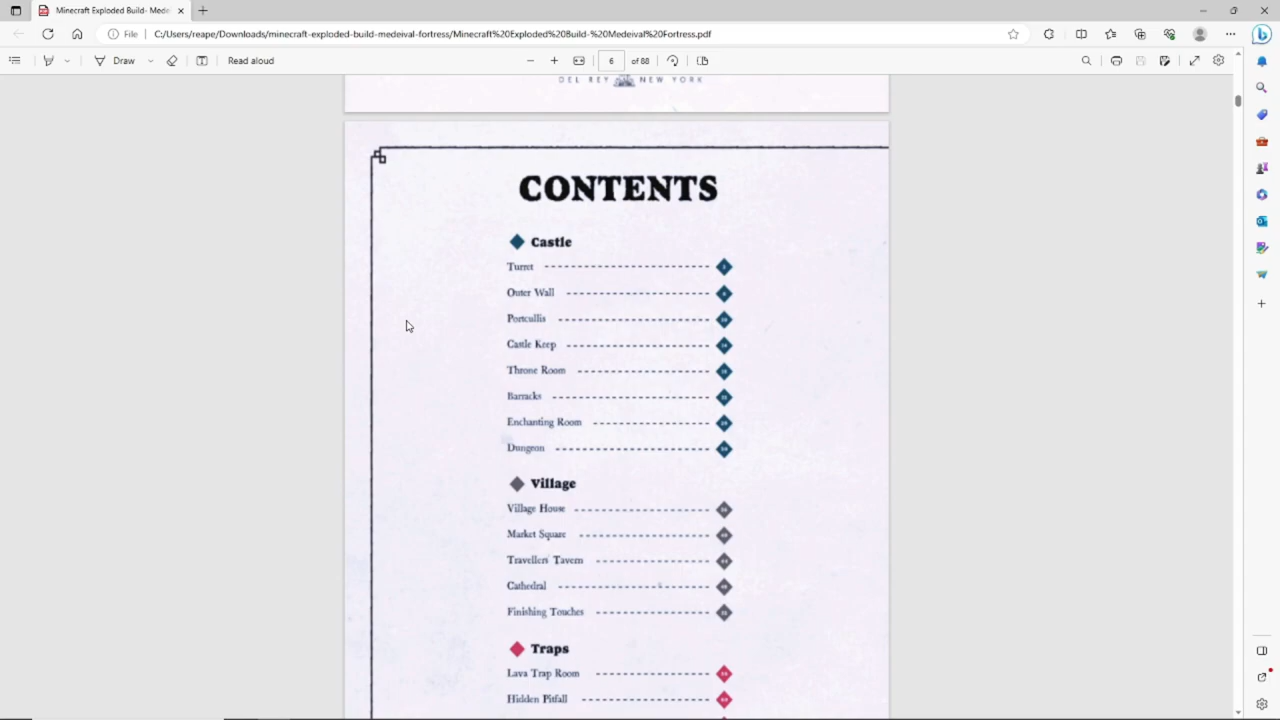 Minecraft Exploded Build- Mede
File
C:/Users/reape/Downloads/minecraft-exploded-build-medeival-fortress/Minecraft%20Exploded%20Build-%20Medeival%20Fortress.pdf
Draw
Read aloud
6 of 88
DEL REY NEW YORK
CONTENTS
Castle
Turret
Outer Wall
Portcullis
Castle Keep
Throne Room
Barracks
Enchanting Room
Dungeon
Village
Village House
Market Square
Travellers' Tavern
Cathedral
Finishing Touches
Traps
Lava Trap Room
Hidden Pitfall